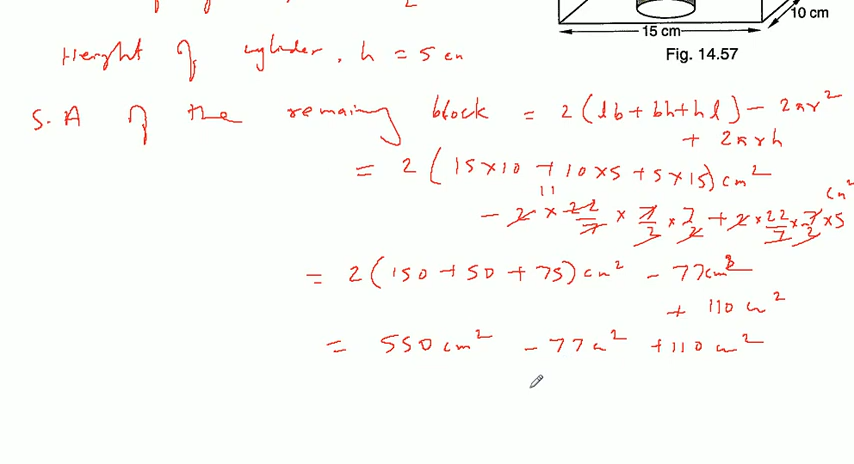 10 cm
15 cm
Fig. 14.57
Height of cylinder, h = 5 cm
S.A of the remaining block = 2(lb+bh+hl) - 2πr²
+ 2πrh
= 2(15×10 + 10×5 + 5×15) cm²
11 cm²
- 2 × 22/7 × 7/2 × 7/2 + 2 × 22/7 × 7/2 × 5
= 2(150 + 50 + 75) cm² - 77 cm²
+ 110 cm²
= 550 cm² - 77 cm² + 110 cm²